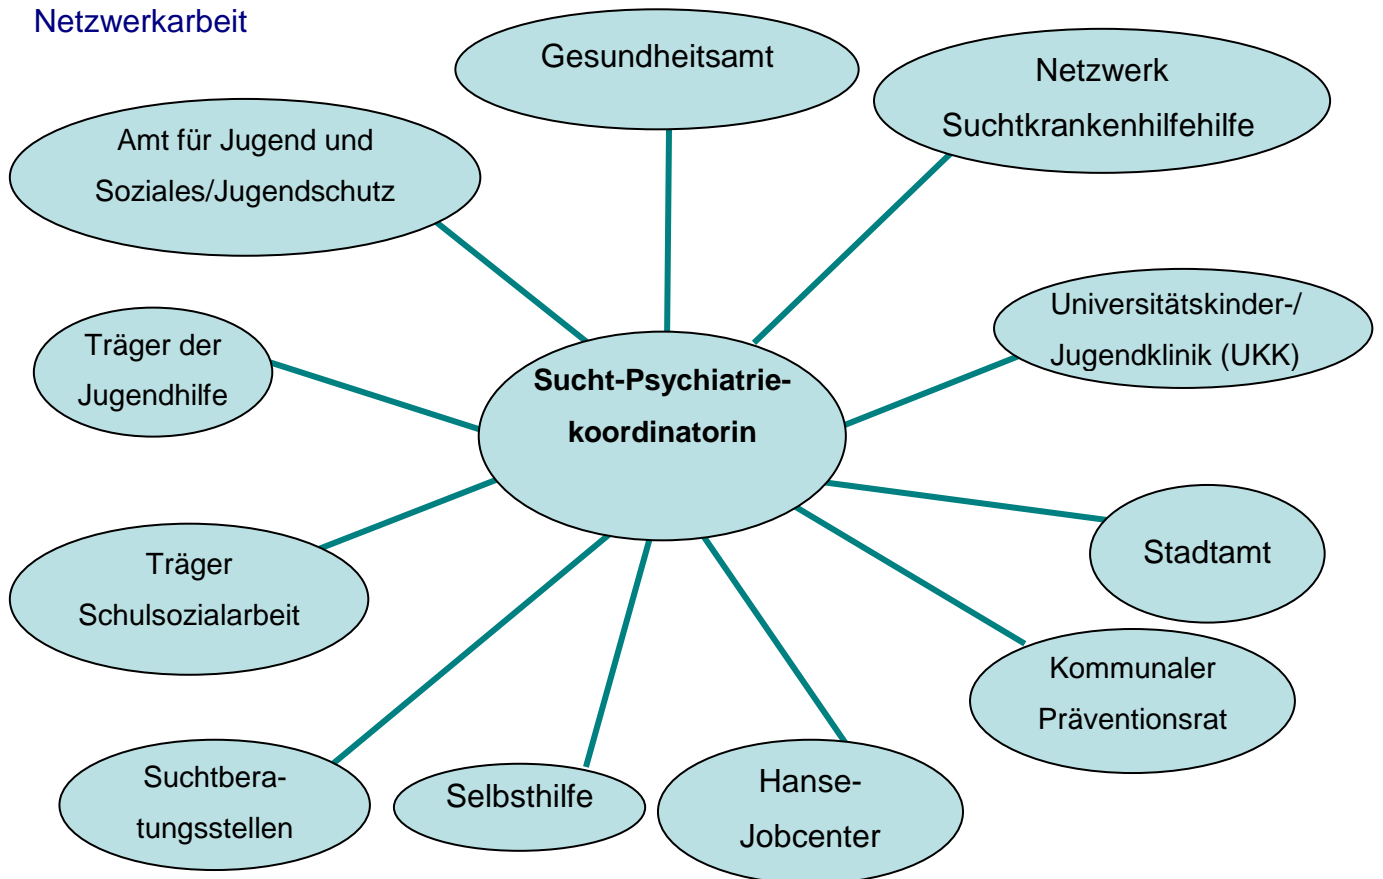 Netzwerkarbeit
Gesundheitsamt
Netzwerk
Suchtkrankenhilfehilfe
Amt für Jugend und
Soziales/Jugendschutz
Universitätskinder-/
Jugendklinik (UKK)
Träger der
Jugendhilfe
Sucht-Psychiatrie-
koordinatorin
Stadtamt
Träger
Schulsozialarbeit
Kommunaler
Präventionsrat
Suchtbera-
tungsstellen
Selbsthilfe
Hanse-
Jobcenter